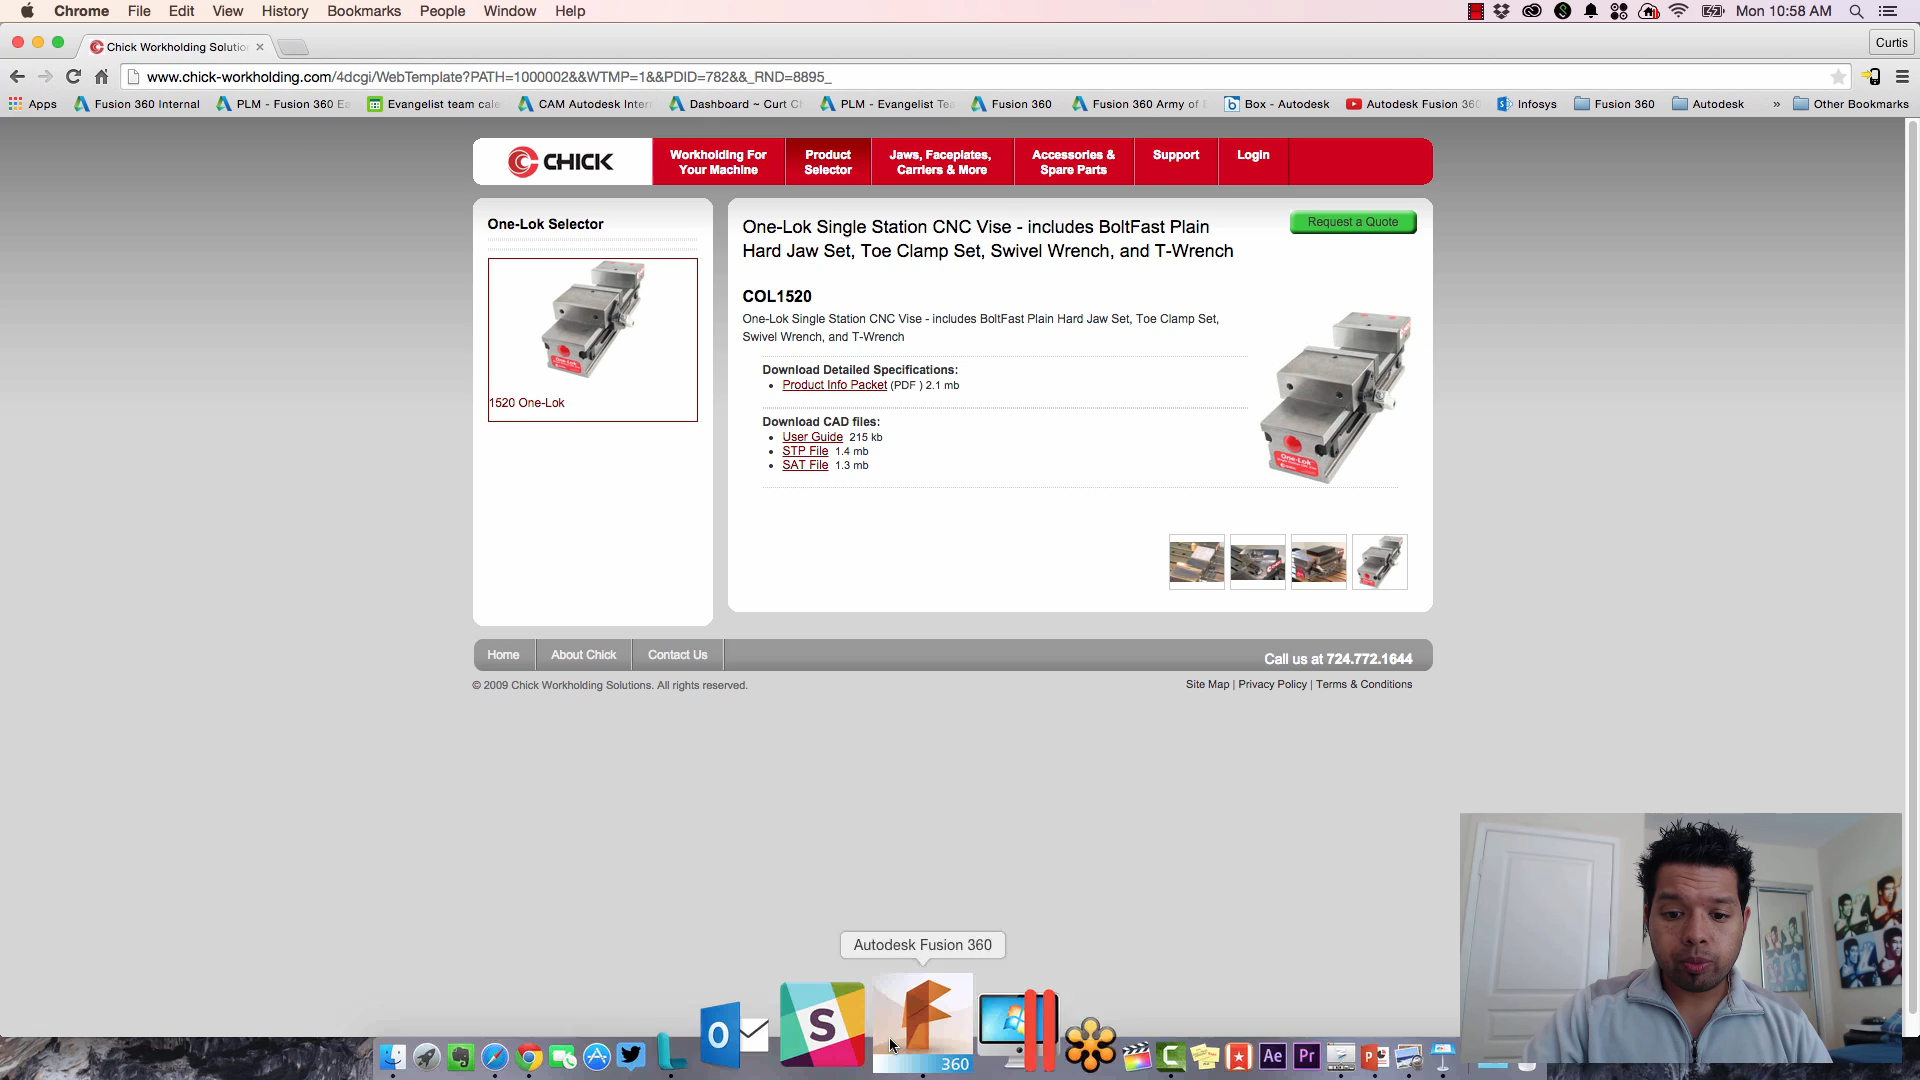 Chrome File Edit View History Bookmarks People Window Help
Mon 10:58 AM
Chick Workholding Solutio
Curtis
www.chick-workholding.com/4dcgi/WebTemplate?PATH=1000002&&WTMP=1&&PDID=782&&_RND=8895_
Apps Fusion 360 Internal PLM - Fusion 360 Ea Evangelist team cale CAM Autodesk Inter Dashboard ~ Curt C PLM - Evangelist Te Fusion 360 Fusion 360 Army of Box - Autodesk Autodesk Fusion 360 Infosys Fusion 360 Autodesk » Other Bookmarks
CHICK
Workholding For
Your Machine
Product
Selector
Jaws, Faceplates,
Carriers & More
Accessories &
Spare Parts
Support
Login
One-Lok Selector
1520 One-Lok
One-Lok Single Station CNC Vise - includes BoltFast Plain
Hard Jaw Set, Toe Clamp Set, Swivel Wrench, and T-Wrench
Request a Quote
COL1520
One-Lok Single Station CNC Vise - includes BoltFast Plain Hard Jaw Set, Toe Clamp Set,
Swivel Wrench, and T-Wrench
Download Detailed Specifications:
Product Info Packet (PDF ) 2.1 mb
Download CAD files:
User Guide 215 kb
STP File 1.4 mb
SAT File 1.3 mb
One-Lok
Home About Chick Contact Us
Call us at 724.772.1644
© 2009 Chick Workholding Solutions. All rights reserved.
Site Map | Privacy Policy | Terms & Conditions
Autodesk Fusion 360
O
S
360
L
C
Ae
Pr
P